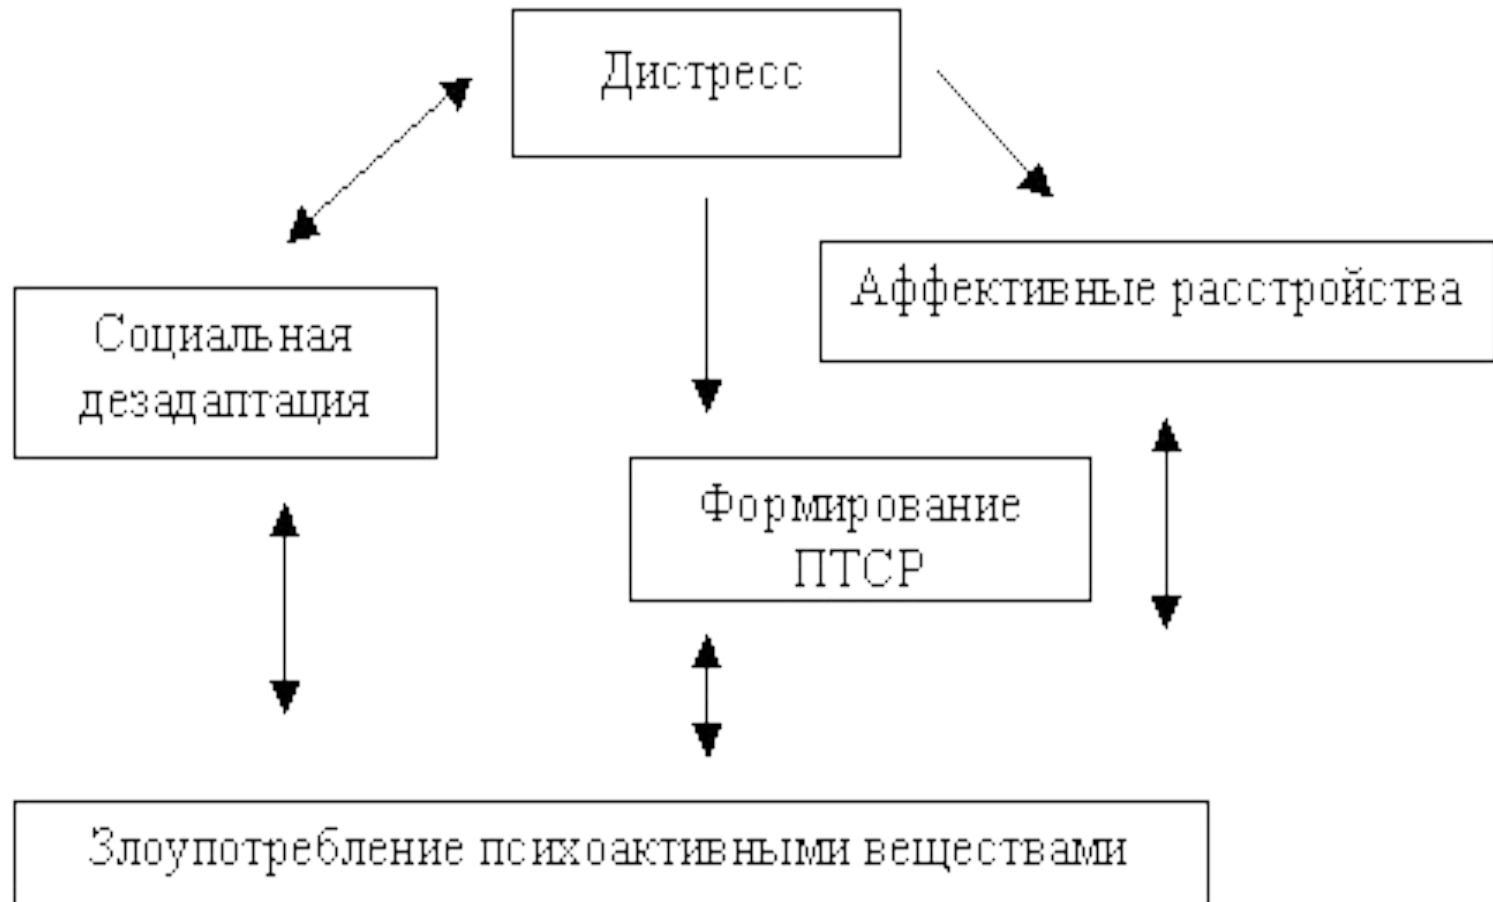 Дистресс
Аффективные расстройства
Социальная
дезадаптация
Формирование
ПТСР
Злоупотребление психоактивными веществами